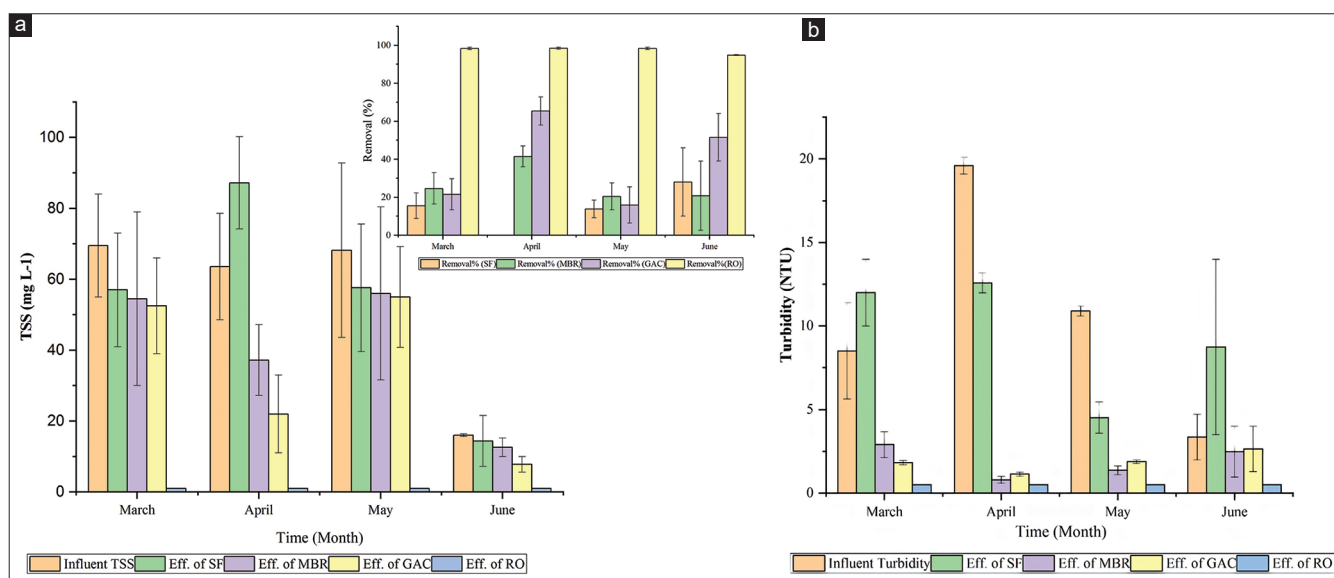 a
TSS (mg L-1)
100
80
60
40
20
0
March April May June
Time (Month)
Influent TSS Eff. of SF Eff. of MBR Eff. of GAC Eff. of RO
Removal (%)
100
80
60
40
20
0
March April May June
Removal% (SF) Removal% (MBR) Removal% (GAC) Removal%(RO)
b
Turbidity (NTU)
20
15
10
5
0
March April May June
Time (Month)
Influent Turbidity Eff. of SF Eff. of MBR Eff. of GAC Eff. of RO